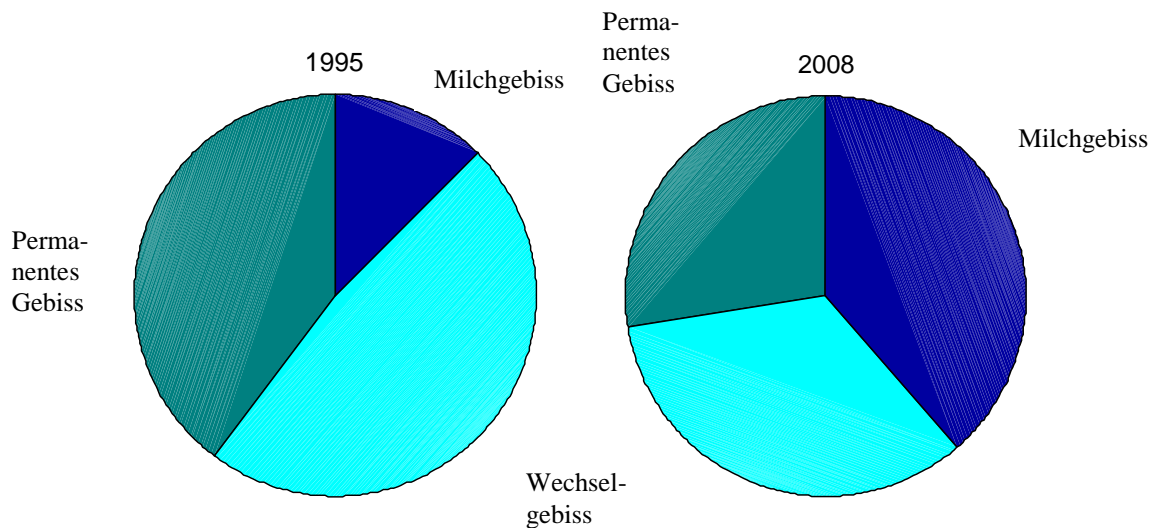 1995
Milchgebiss
Perma-
nentes
Gebiss
Perma-
nentes
Gebiss
2008
Milchgebiss
Wechsel-
gebiss